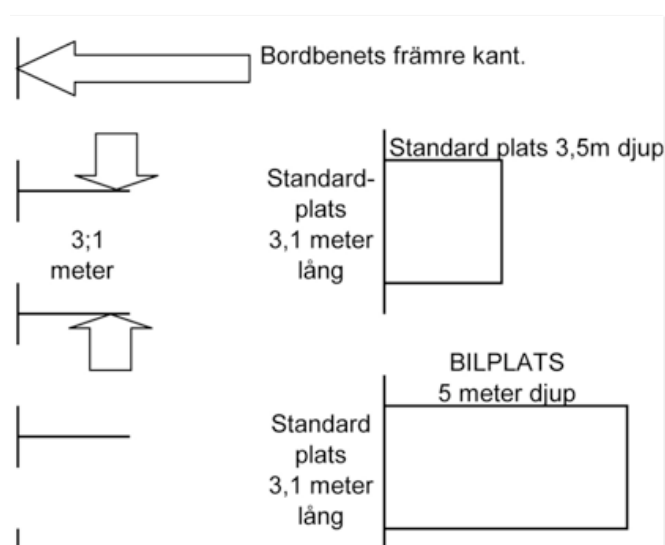 Bordbenets främre kant.
Standard plats 3,5m djup
Standard-
plats
3,1 meter
lång
3;1
meter
BILPLATS
5 meter djup
Standard
plats
3,1 meter
lång